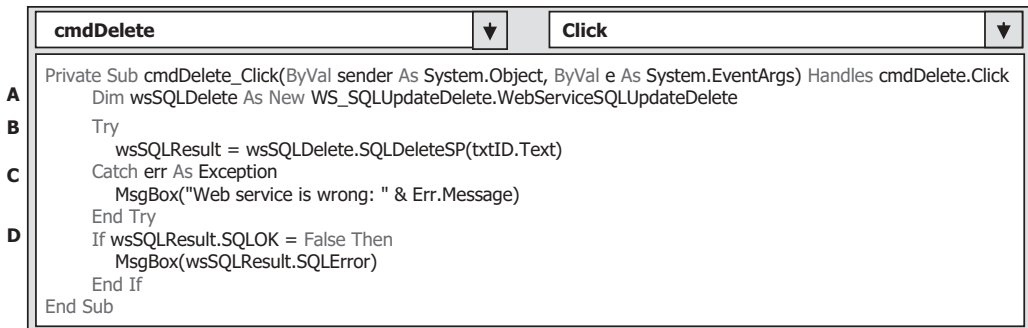 cmdDelete Click
Private Sub cmdDelete_Click(ByVal sender As System.Object, ByVal e As System.EventArgs) Handles cmdDelete.Click
A Dim wsSQLDelete As New WS_SQLUpdateDelete.WebServiceSQLUpdateDelete
B Try
wsSQLResult = wsSQLDelete.SQLDeleteSP(txtID.Text)
C Catch err As Exception
MsgBox("Web service is wrong: " & Err.Message)
End Try
D If wsSQLResult.SQLOK = False Then
MsgBox(wsSQLResult.SQLError)
End If
End Sub